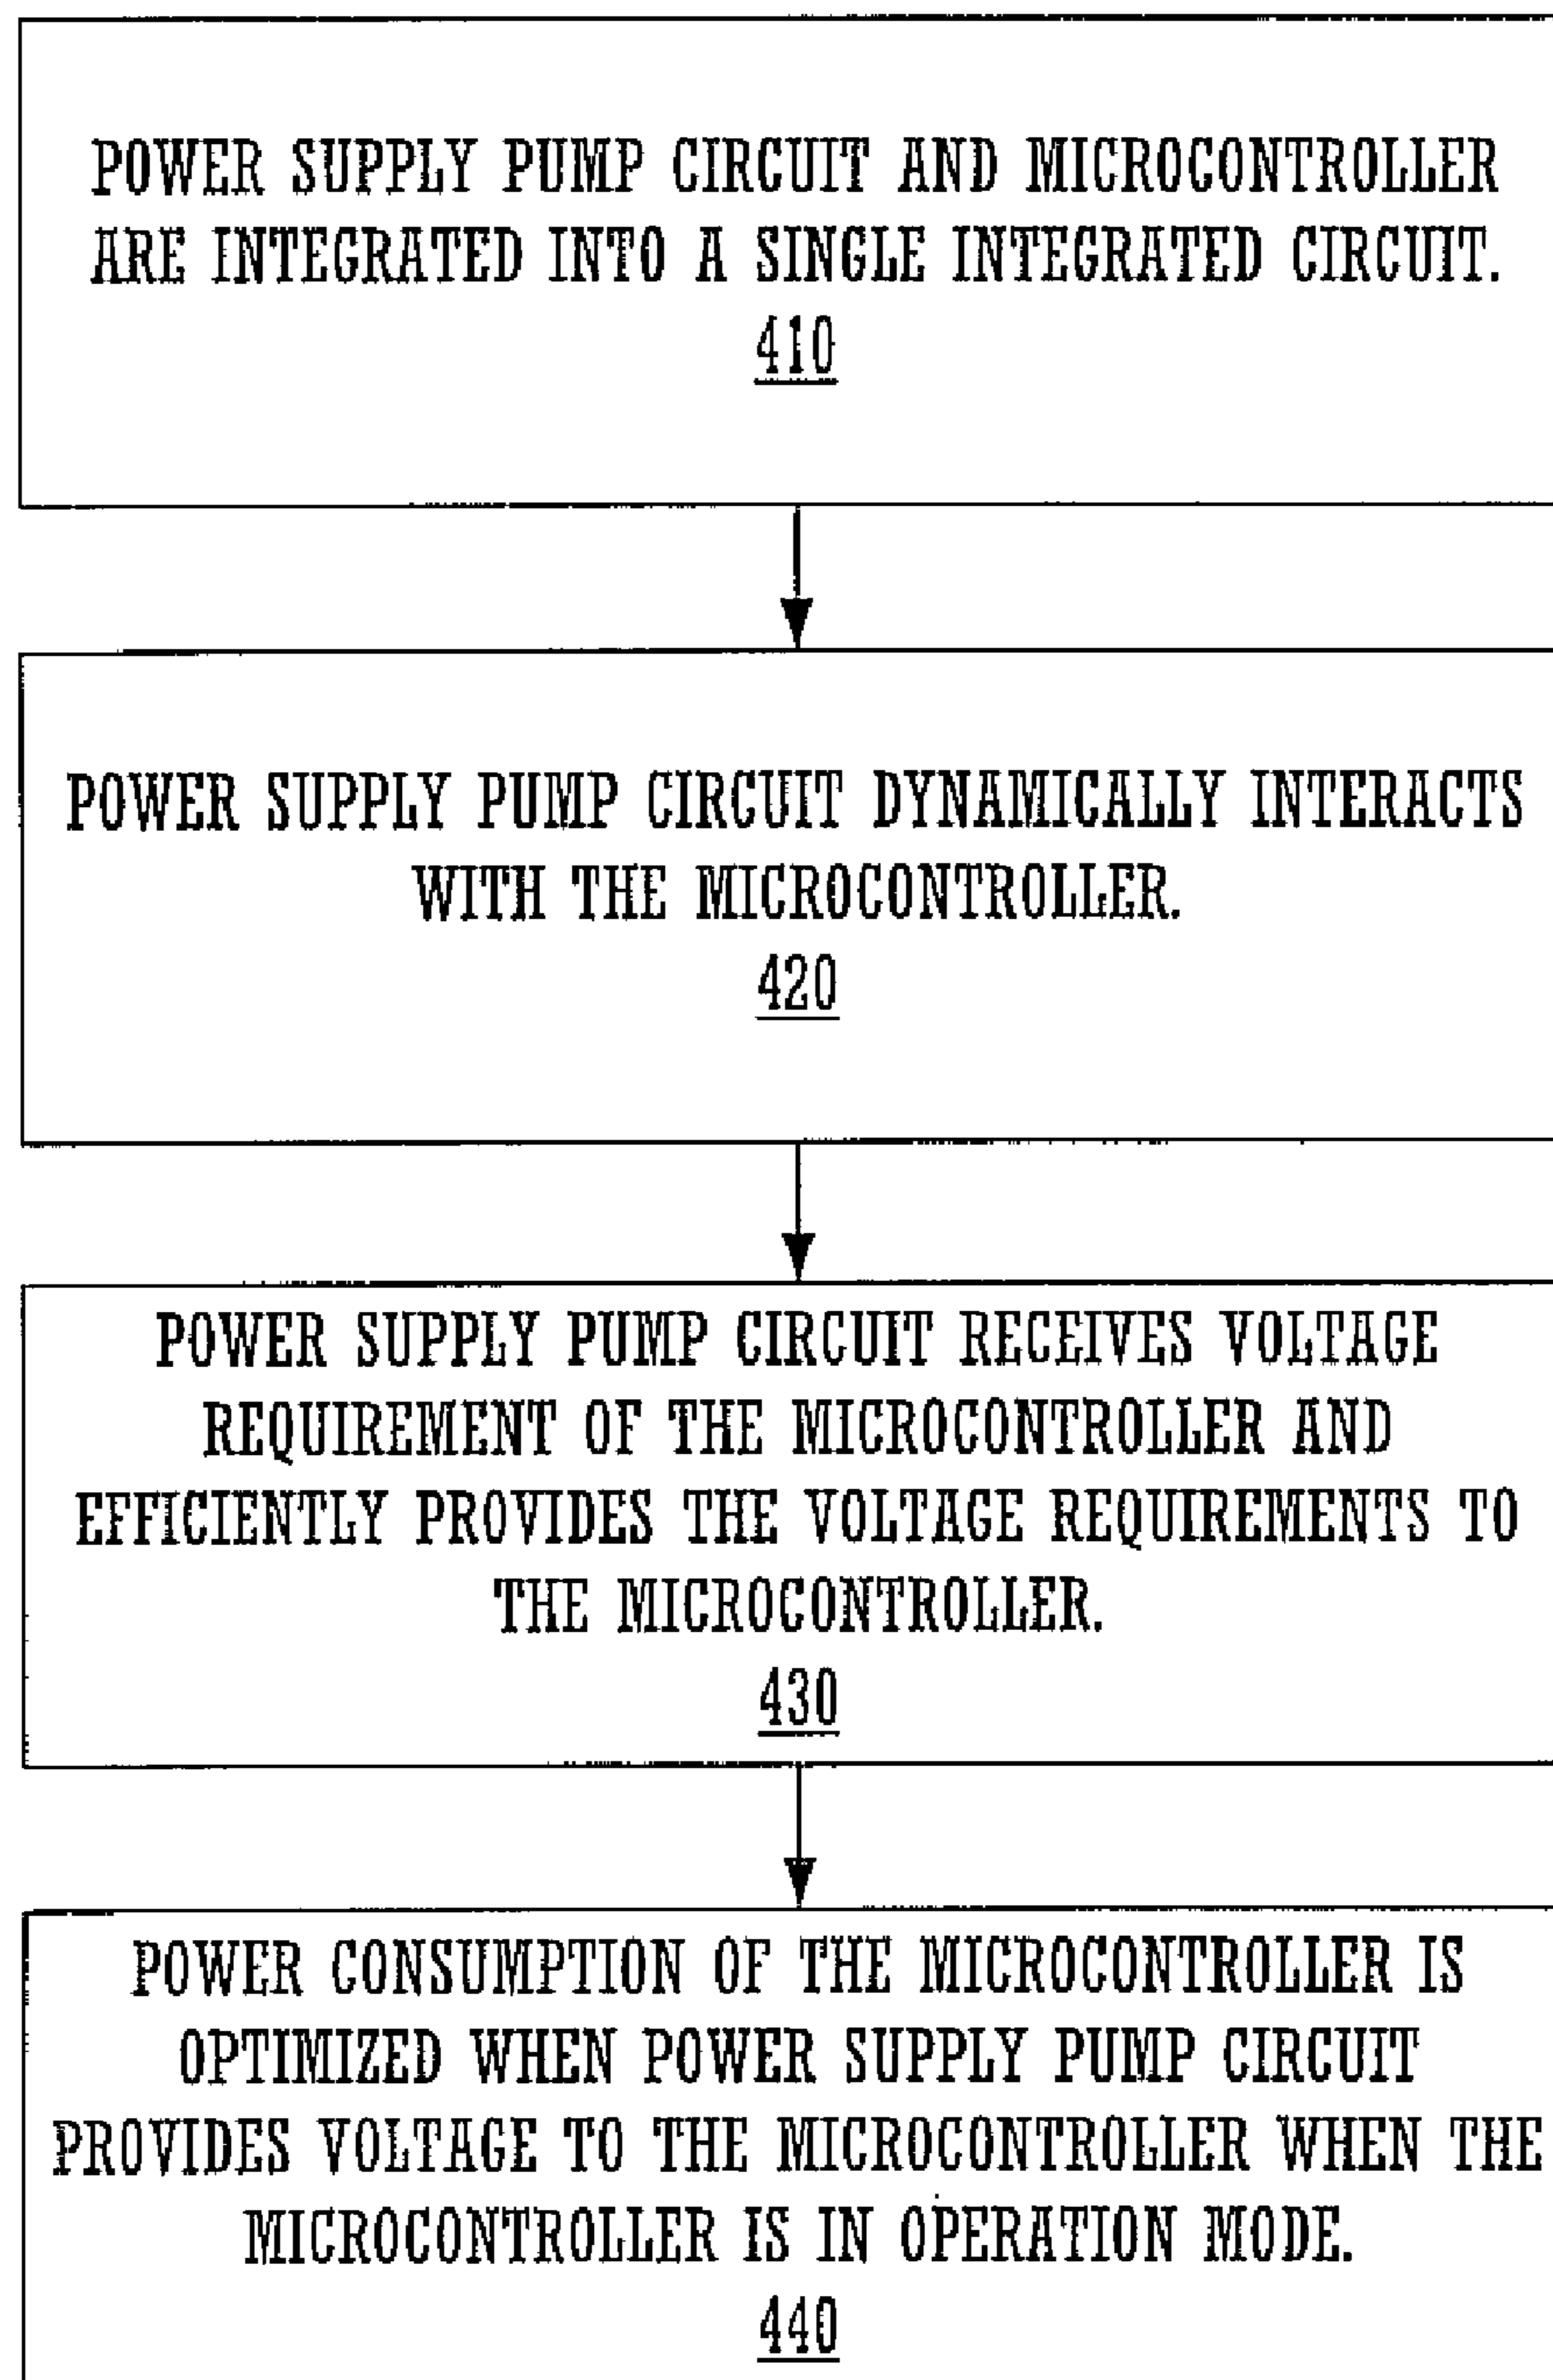 POWER SUPPLY PUMP CIRCUIT AND MICROCONTROLLER
ARE INTEGRATED INTO A SINGLE INTEGRATED CIRCUIT.
410
POWER SUPPLY PUMP CIRCUIT DYNAMICALLY INTERACTS
WITH THE MICROCONTROLLER.
420
POWER SUPPLY PUMP CIRCUIT RECEIVES VOLTAGE
REQUIREMENT OF THE MICROCONTROLLER AND
EFFICIENTLY PROVIDES THE VOLTAGE REQUIREMENTS TO
THE MICROCONTROLLER.
430
POWER CONSUMPTION OF THE MICROCONTROLLER IS
OPTIMIZED WHEN POWER SUPPLY PUMP CIRCUIT
PROVIDES VOLTAGE TO THE MICROCONTROLLER WHEN THE
MICROCONTROLLER IS IN OPERATION MODE.
440